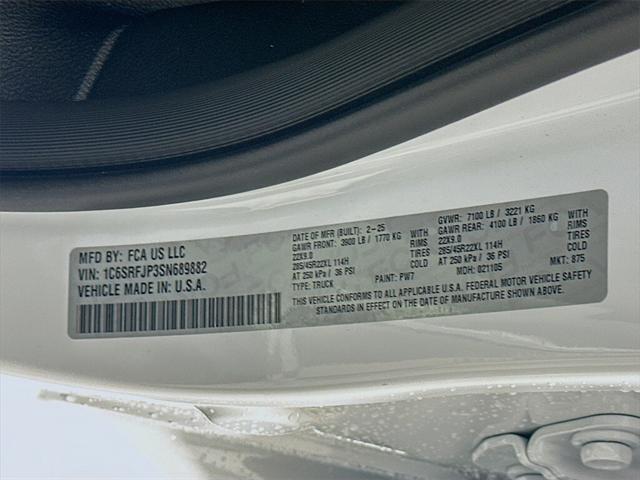 MFD BY: FCA US LLC
VIN: 1C6SRFJP3SN689882
VEHICLE MADE IN: U.S.A.
DATE OF MFR (BUILT): 2-25
GAWR FRONT: 3900 LB / 1770 KG
22X9.0
285/45R22XL 114H
AT 250 kPa / 36 PSI
TYPE: TRUCK
WITH
RIMS
TIRES
COLD
PAINT: PW7
GVWR: 7100 LB / 3221 KG
GAWR REAR: 4100 LB / 1860 KG
22X9.0
285/45R22XL 114H
AT 250 kPa / 36 PSI
MDH: 021105
WITH
RIMS
TIRES
COLD
MKT: 875
THIS VEHICLE CONFORMS TO ALL APPLICABLE U.S.A. FEDERAL MOTOR VEHICLE SAFETY
STANDARDS IN EFFECT ON THE DATE OF MANUFACTURE SHOWN ABOVE.